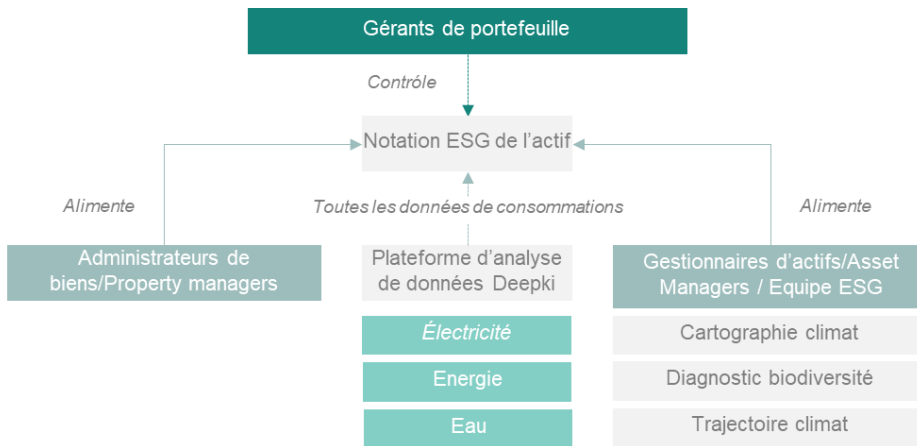 Gérants de portefeuille
Contrôle
Notation ESG de l'actif
Alimente
Toutes les données de consommations
Alimente
Administrateurs de
biens/Property managers
Plateforme d'analyse
de données Deepki
Gestionnaires d'actifs/Asset
Managers / Equipe ESG
Électricité
Cartographie climat
Energie
Diagnostic biodiversité
Eau
Trajectoire climat